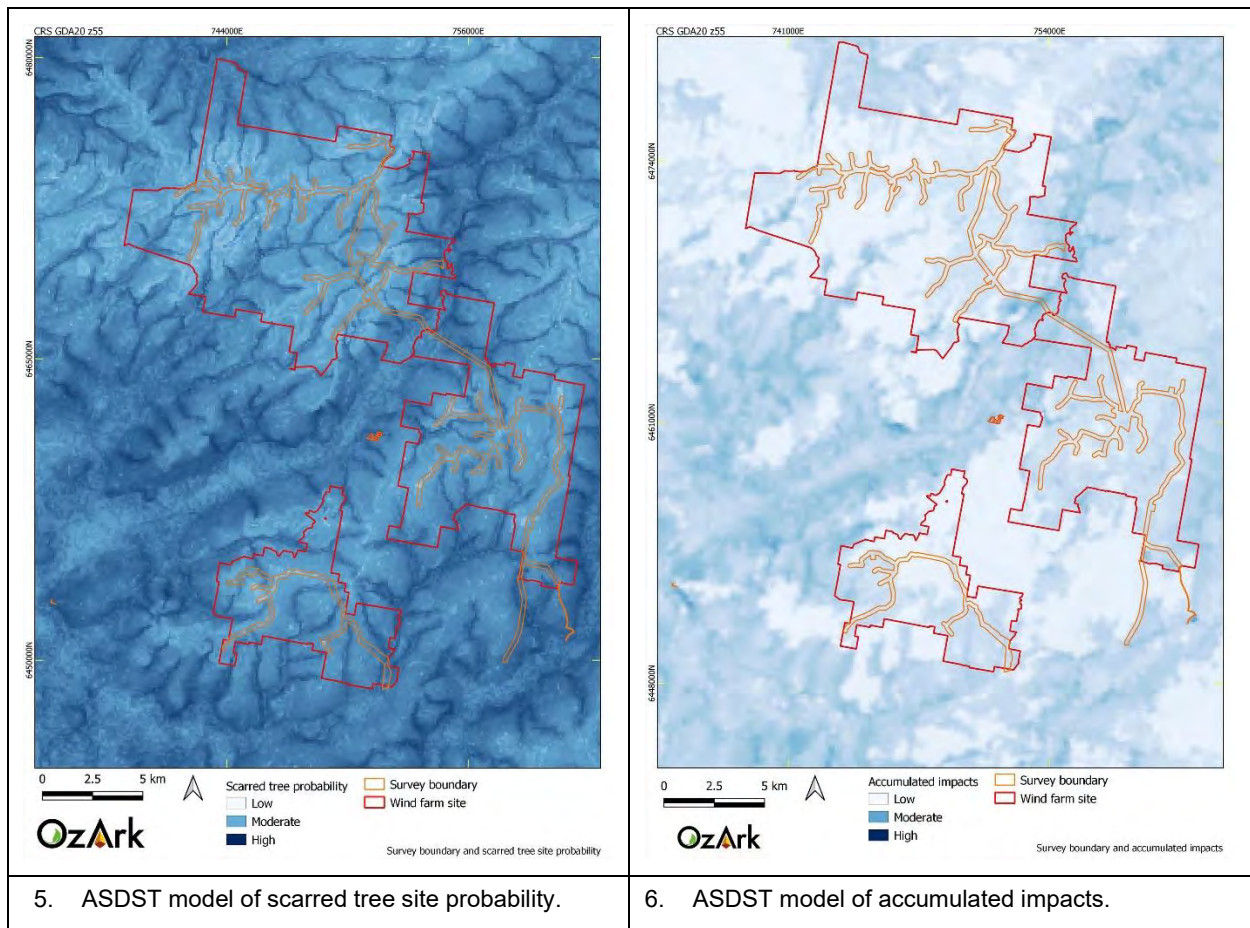 CRS GDA20 z55
744000E
756000E
6480000N
6465000N
6450000N
0 2.5 5 km
Scarred tree probability
Low
Moderate
High
Survey boundary
Wind farm site
OzArk
Survey boundary and scarred tree site probability
5. ASDST model of scarred tree site probability.
CRS GDA20 z55
741000E
754000E
6474000N
6461000N
6448000N
0 2.5 5 km
Accumulated impacts
Low
Moderate
High
Survey boundary
Wind farm site
OzArk
Survey boundary and accumulated impacts
6. ASDST model of accumulated impacts.